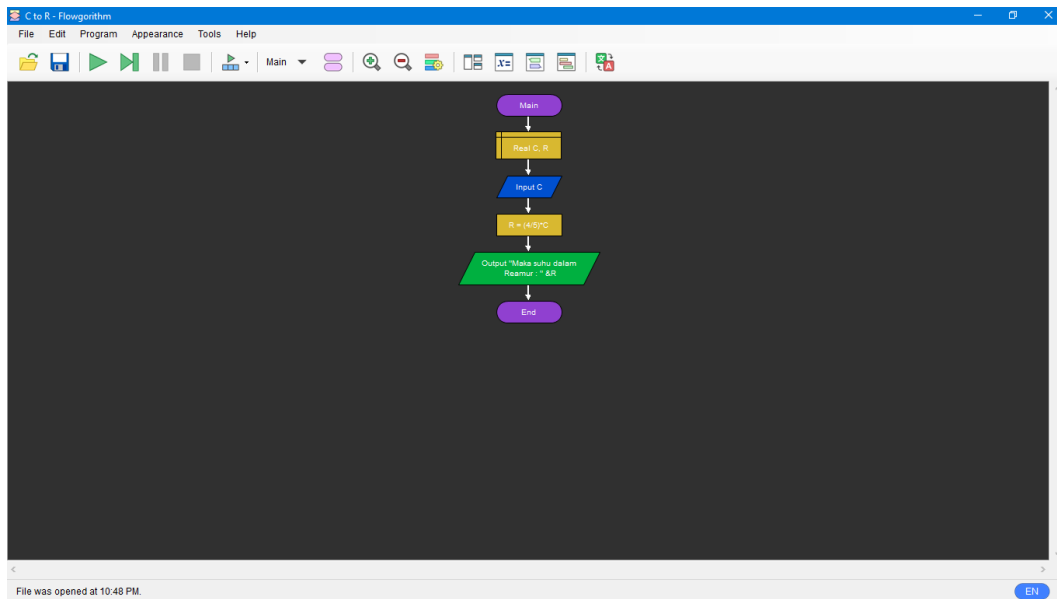 C to R - Flowgorithm
File Edit Program Appearance Tools Help
Main
x=
Main
Real C, R
Input C
R = (4/5)*C
Output "Maka suhu dalam
Reamur : " &R
End
File was opened at 10:48 PM.
EN